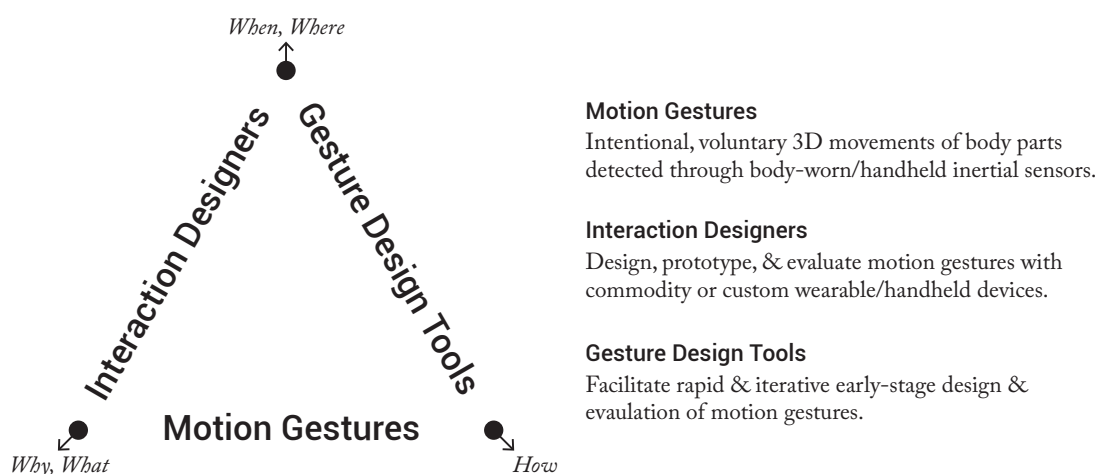 When, Where
Interaction Designers
Gesture Design Tools
Motion Gestures
Why, What
How
Motion Gestures
Intentional, voluntary 3D movements of body parts
detected through body-worn/handheld inertial sensors.
Interaction Designers
Design, prototype, & evaluate motion gestures with
commodity or custom wearable/handheld devices.
Gesture Design Tools
Facilitate rapid & iterative early-stage design &
evaulation of motion gestures.